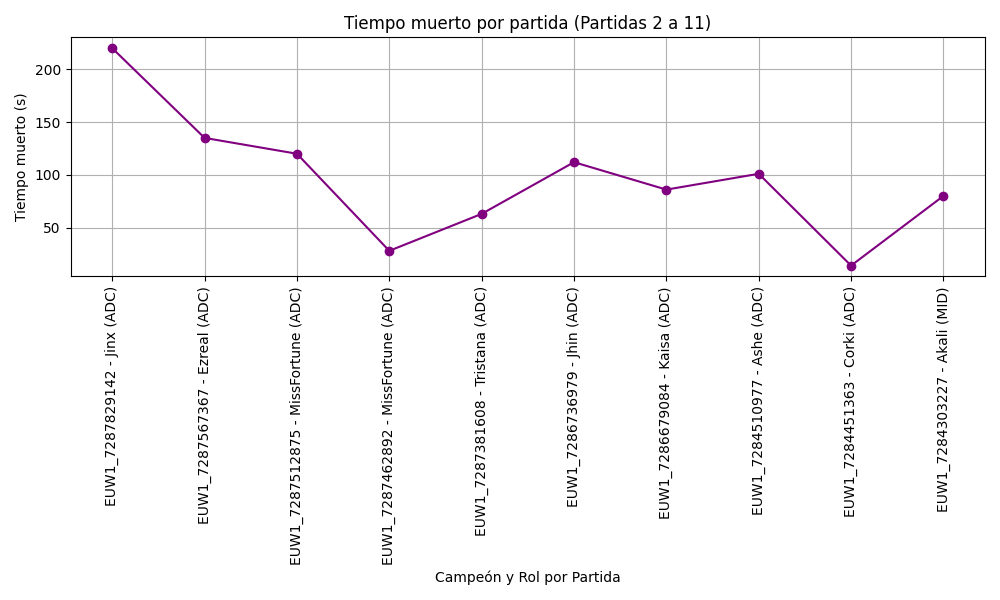 Tiempo muerto por partida (Partidas 2 a 11)
Tiempo muerto (s)
200
150
100
50
EUW1_7287829142 - Jinx (ADC)
EUW1_7287567367 - Ezreal (ADC)
EUW1_7287512875 - MissFortune (ADC)
EUW1_7287462892 - MissFortune (ADC)
EUW1_7287381608 - Tristana (ADC)
EUW1_7286736979 - Jhin (ADC)
EUW1_7286679084 - Kaisa (ADC)
EUW1_7284510977 - Ashe (ADC)
EUW1_7284451363 - Corki (ADC)
EUW1_7284303227 - Akali (MID)
Campeón y Rol por Partida